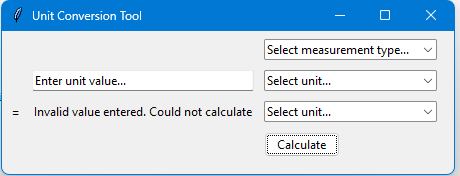 Unit Conversion Tool
Select measurement type...
Enter unit value... Select unit...
= Invalid value entered. Could not calculate Select unit...
Calculate